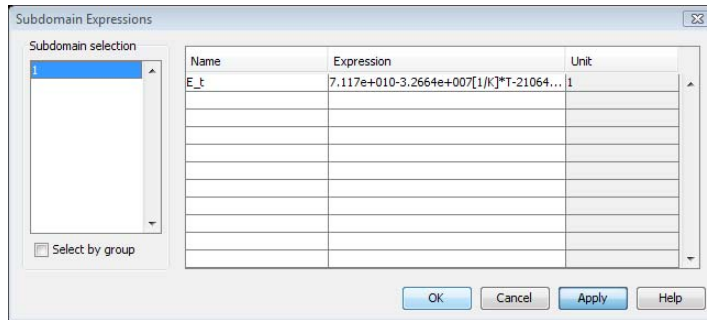 Subdomain Expressions
Subdomain selection
1
Name Expression Unit
E_t 7.117e+010-3.2664e+007[1/K]*T-21064... 1
Select by group
OK Cancel Apply Help